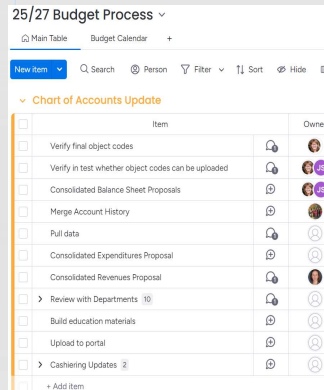 25/27 Budget Process
Main Table Budget Calendar +
New item Search Person Filter Sort Hide
Chart of Accounts Update
Item Owne
Verify final object codes
Verify in test whether object codes can be uploaded JS
Consolidated Balance Sheet Proposals JS
Merge Account History
Pull data
Consolidated Expenditures Proposal
Consolidated Revenues Proposal
Review with Departments 10
Build education materials
Upload to portal
Cashiering Updates 2
+ Add item